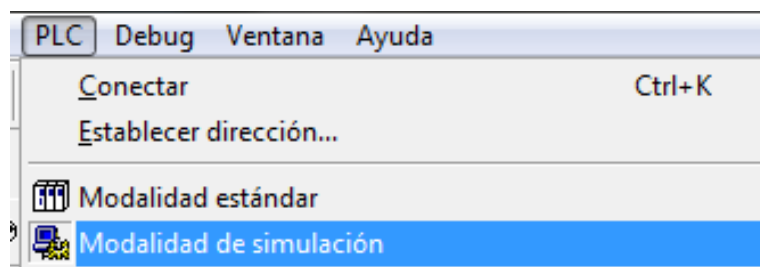 PLC Debug Ventana Ayuda
Conectar Ctrl+K
Establecer dirección...
Modalidad estándar
Modalidad de simulación